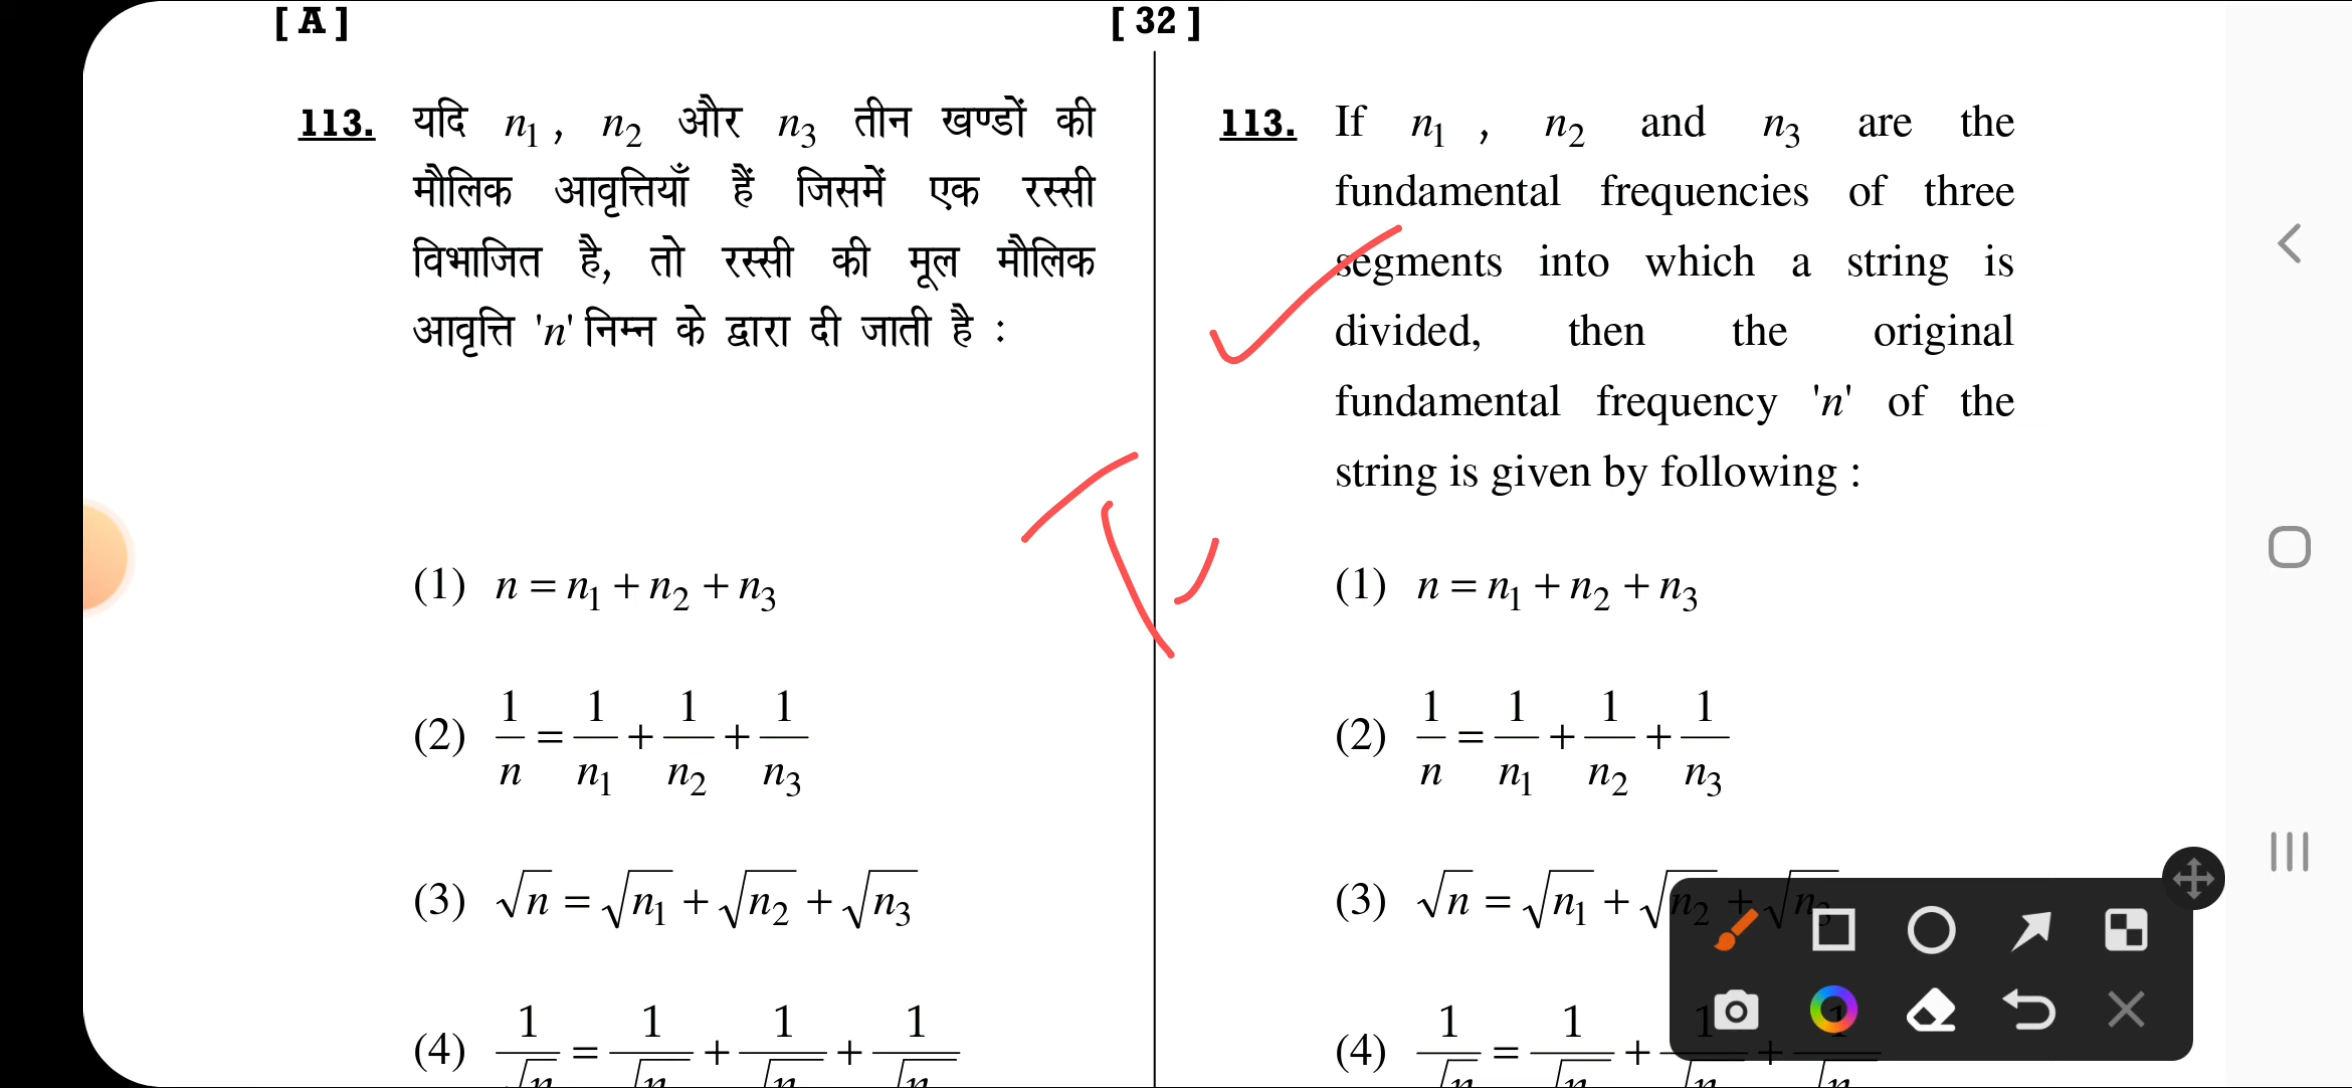 [ A ]
[ 32 ]
113. यदि n₁, n₂ और n₃ तीन खण्डों की
मौलिक आवृत्तियाँ हैं जिसमें एक रस्सी
विभाजित है, तो रस्सी की मूल मौलिक
आवृत्ति 'n' निम्न के द्वारा दी जाती है :
(1) n = n₁ + n₂ + n₃
(2) 1/n = 1/n₁ + 1/n₂ + 1/n₃
(3) √n = √n₁ + √n₂ + √n₃
(4) 1/√n = 1/√n + 1/√n + 1/√n
113. If n₁ , n₂ and n₃ are the
fundamental frequencies of three
segments into which a string is
divided, then the original
fundamental frequency 'n' of the
string is given by following :
(1) n = n₁ + n₂ + n₃
(2) 1/n = 1/n₁ + 1/n₂ + 1/n₃
(3) √n = √n₁ + √n₂ + √n₃
(4) 1/√n = 1/√n + 1/√n + 1/√n